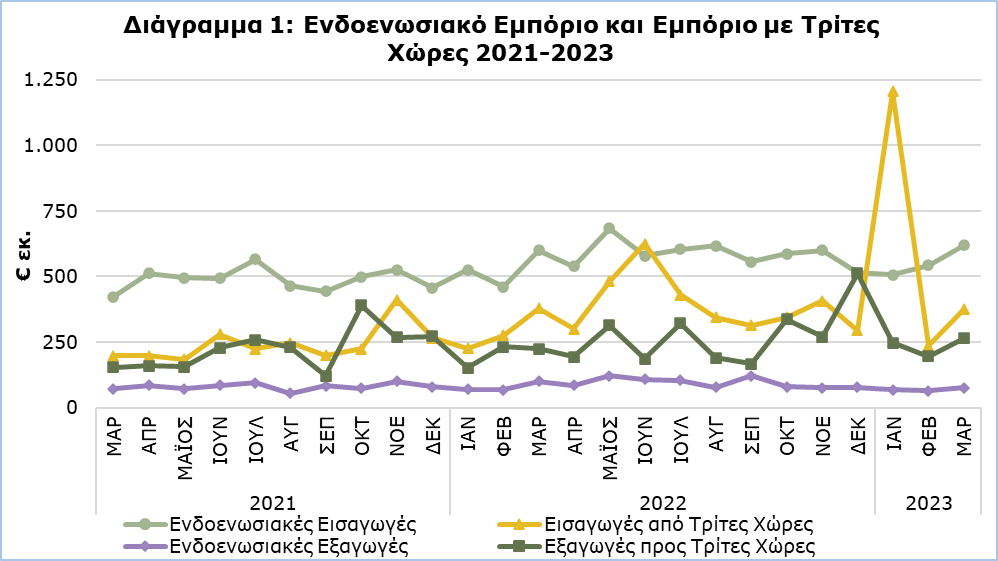 Διάγραμμα 1: Ενδοενωσιακό Εμπόριο και Εμπόριο με Τρίτες
Χώρες 2021-2023
€ εκ.
1.250
1.000
750
500
250
0
ΜΑΡ ΑΠΡ ΜΑΪΟΣ ΙΟΥΝ ΙΟΥΛ ΑΥΓ ΣΕΠ ΟΚΤ ΝΟΕ ΔΕΚ ΙΑΝ ΦΕΒ ΜΑΡ ΑΠΡ ΜΑΪΟΣ ΙΟΥΝ ΙΟΥΛ ΑΥΓ ΣΕΠ ΟΚΤ ΝΟΕ ΔΕΚ ΙΑΝ ΦΕΒ ΜΑΡ
2021 2022 2023
Ενδοενωσιακές Εισαγωγές Εισαγωγές από Τρίτες Χώρες
Ενδοενωσιακές Εξαγωγές Εξαγωγές προς Τρίτες Χώρες